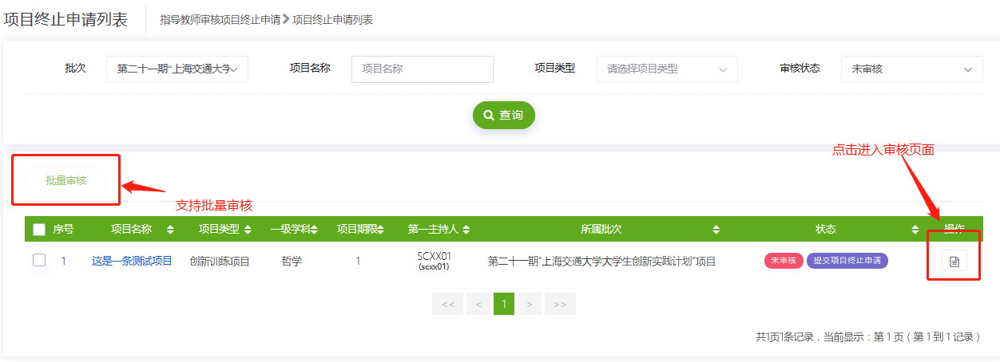 项目终止申请列表
指导教师审核项目终止申请 > 项目终止申请列表
批次 第二十一期“上海交通大学 项目名称 项目名称 项目类型 请选择项目类型 审核状态 未审核
查询
点击进入审核页面
批量审核
支持批量审核
序号 项目名称 项目类型 一级学科 项目期限 第一主持人 所属批次 状态 操作
1 这是一条测试项目 创新训练项目 哲学 1 SCXX01 第二十一期“上海交通大学大学生创新实践计划”项目 未审核 提交项目终止申请
(scxx01)
<< < 1 > >>
共1页1条记录，当前显示：第 1 页（第 1 到 1 记录）